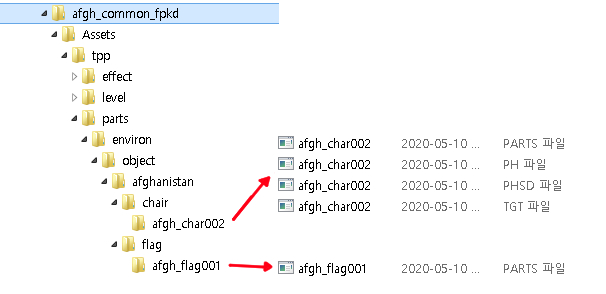 afgh_common_fpkd
Assets
tpp
effect
level
parts
environ
object
afghanistan
chair
afgh_char002
flag
afgh_flag001
afgh_char002 2020-05-10 ... PARTS 파일
afgh_char002 2020-05-10 ... PH 파일
afgh_char002 2020-05-10 ... PHSD 파일
afgh_char002 2020-05-10 ... TGT 파일
afgh_flag001 2020-05-10 ... PARTS 파일